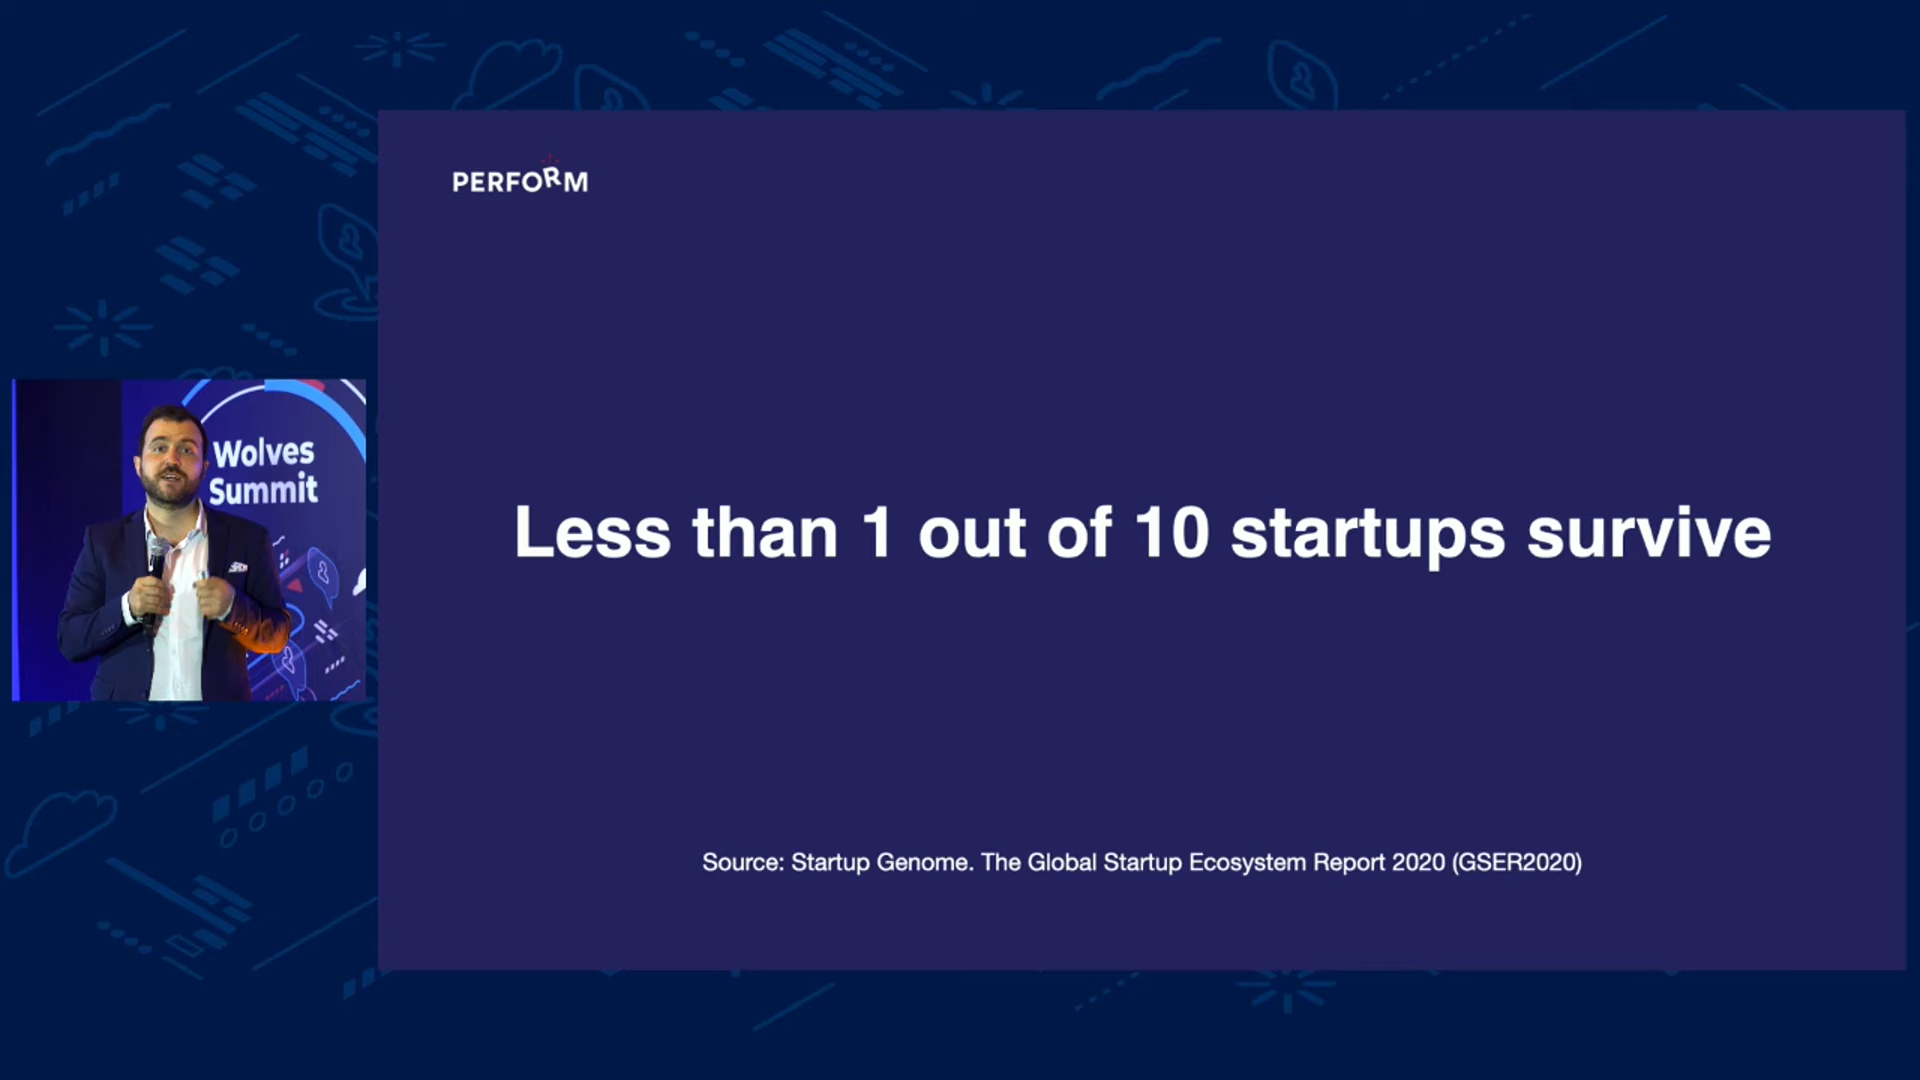 PERFORM
Wolves
Summit
Less than 1 out of 10 startups survive
Source: Startup Genome. The Global Startup Ecosystem Report 2020 (GSER2020)